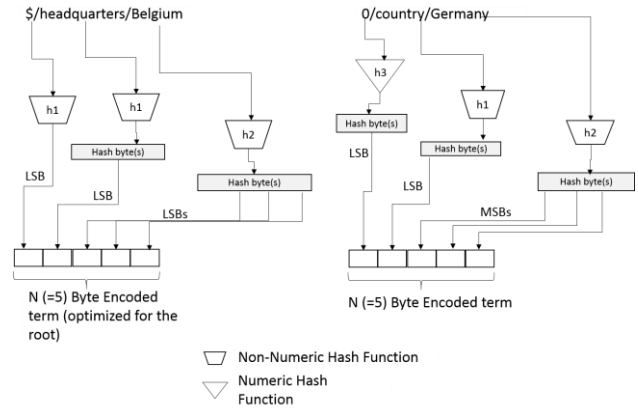 $/headquarters/Belgium
0/country/Germany
h3
h1
h1
h1
h2
h2
Hash byte(s)
Hash byte(s)
Hash byte(s)
Hash byte(s)
Hash byte(s)
LSB
LSB
LSB
LSB
LSBs
MSBs
N (=5) Byte Encoded
term (optimized for the
root)
N (=5) Byte Encoded term
Non-Numeric Hash Function
Numeric Hash
Function